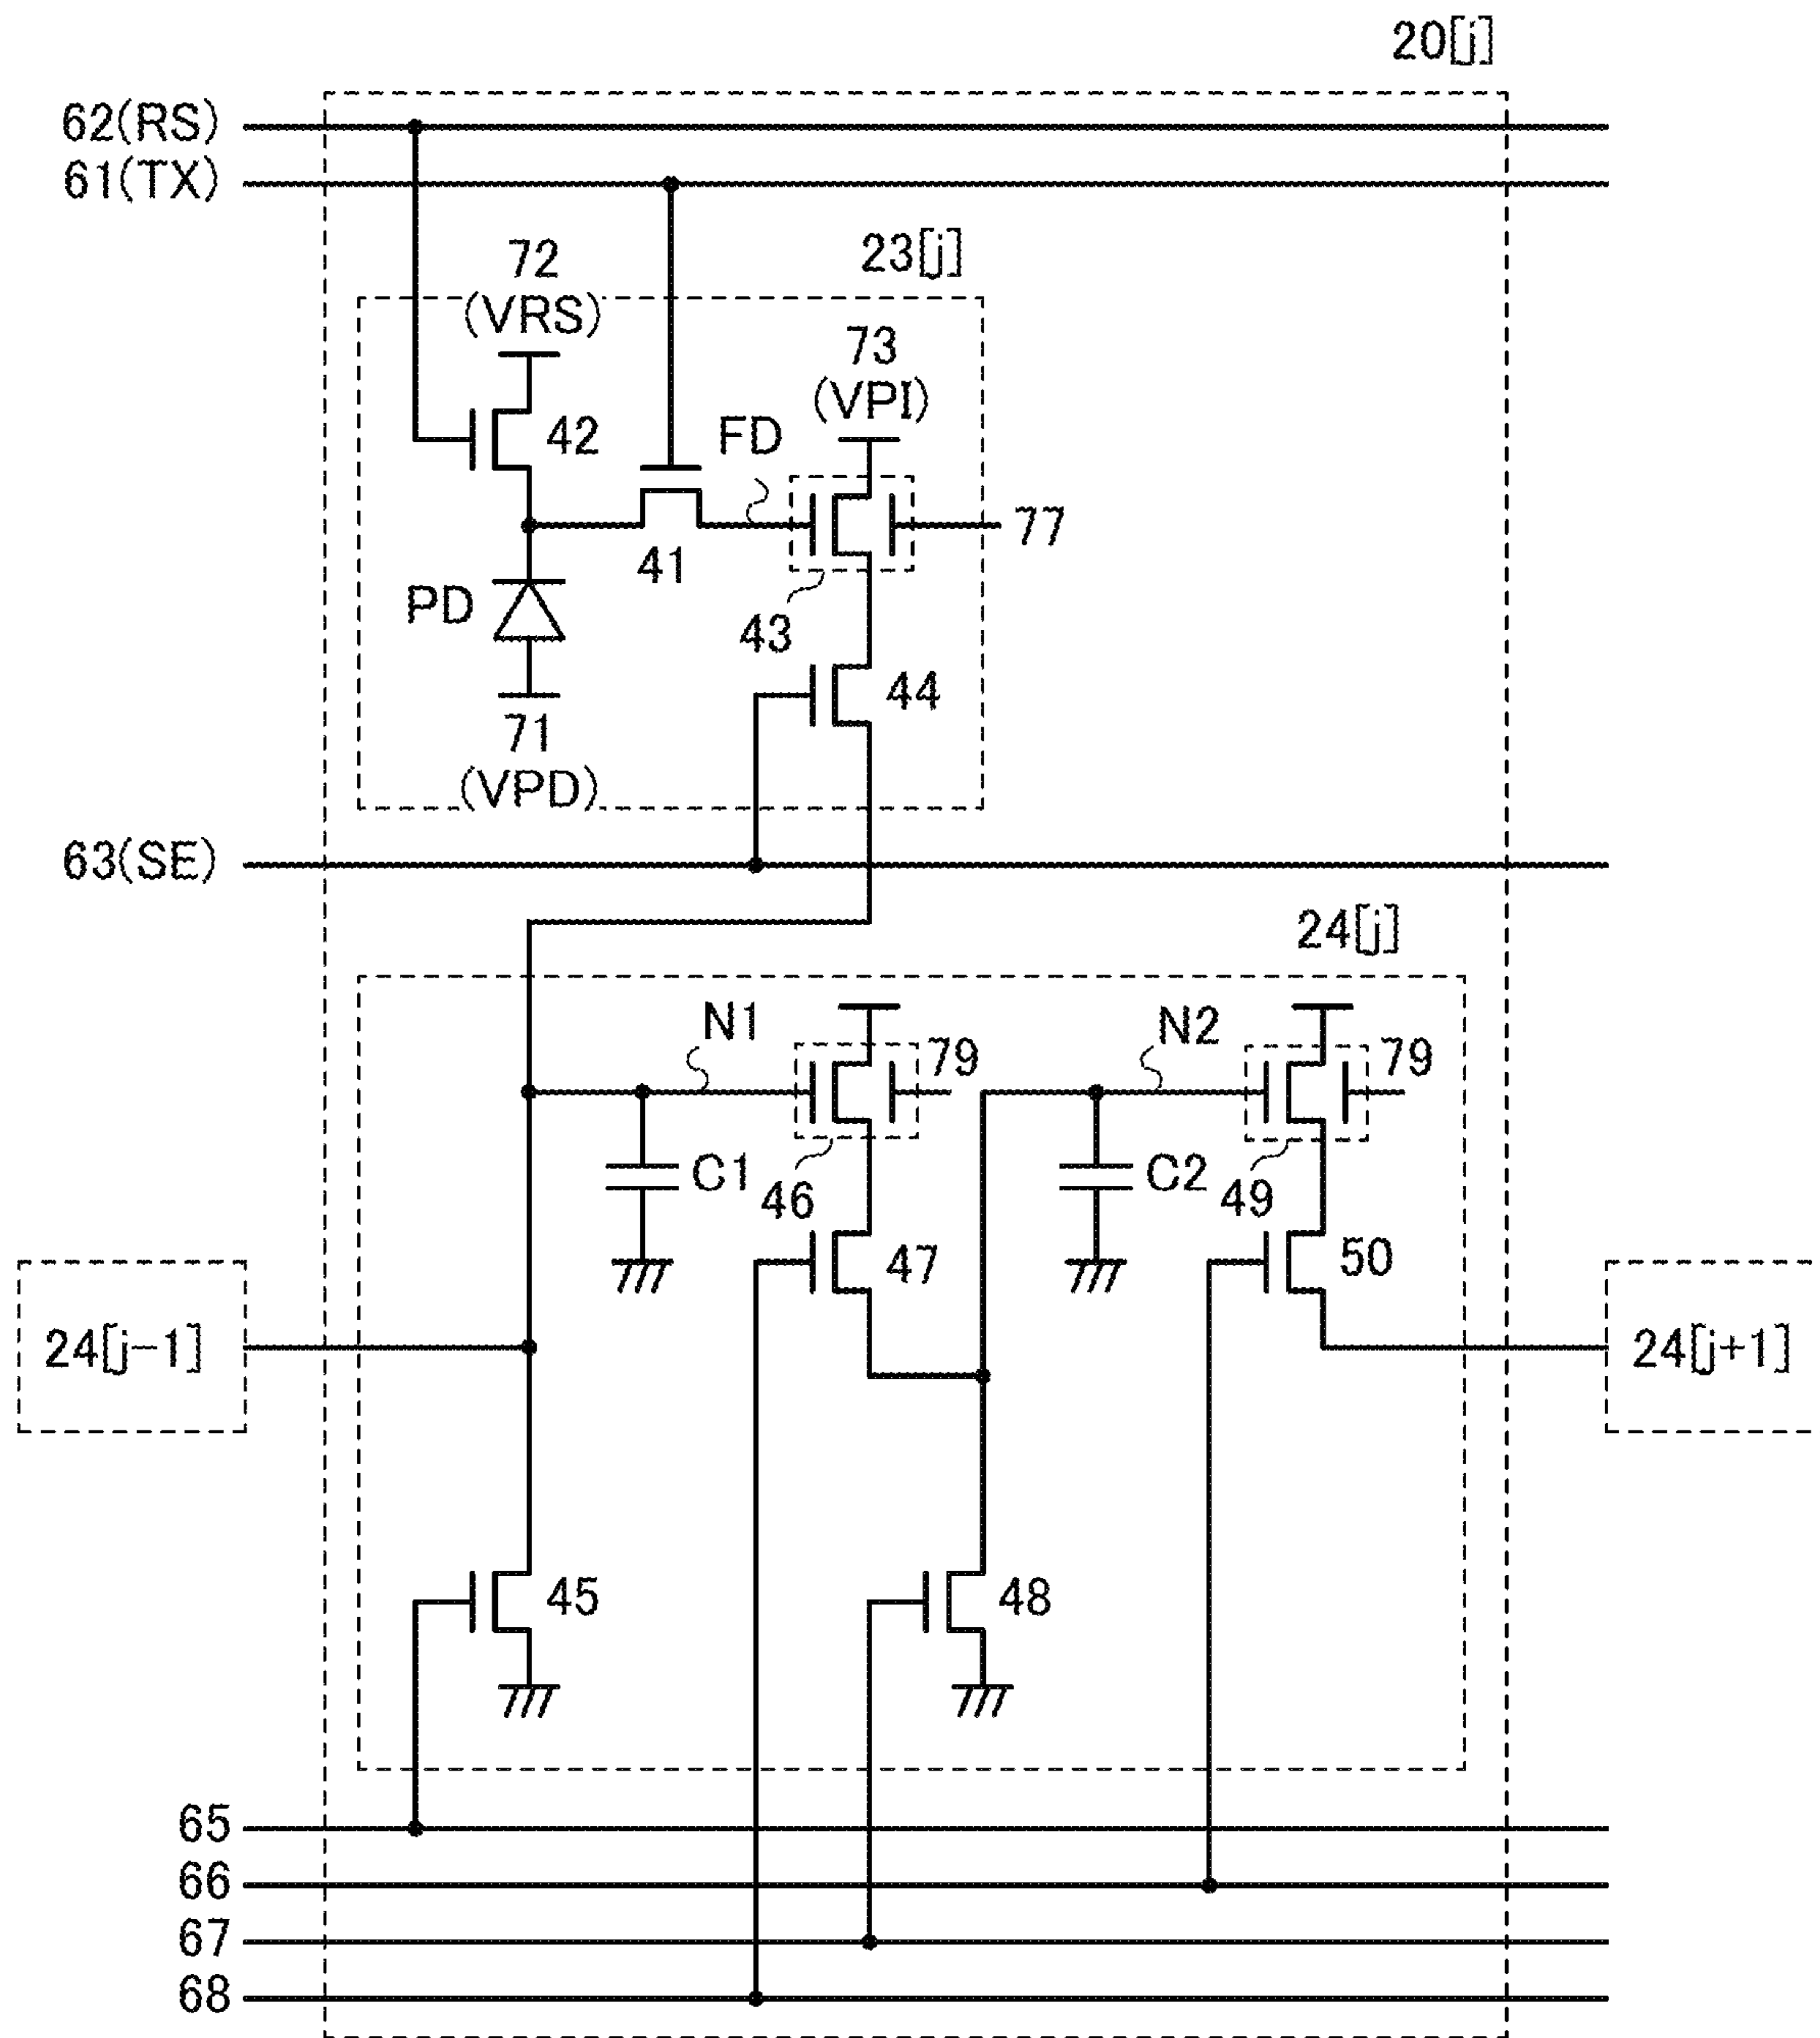 20[j]
62(RS)
61(TX)
23[j]
72
(VRS)
73
(VPI)
42
FD
77
41
PD
43
44
71
(VPD)
63(SE)
24[j]
N1
79
N2
79
C1
46
C2
49
47
50
24[j-1]
24[j+1]
45
48
65
66
67
68